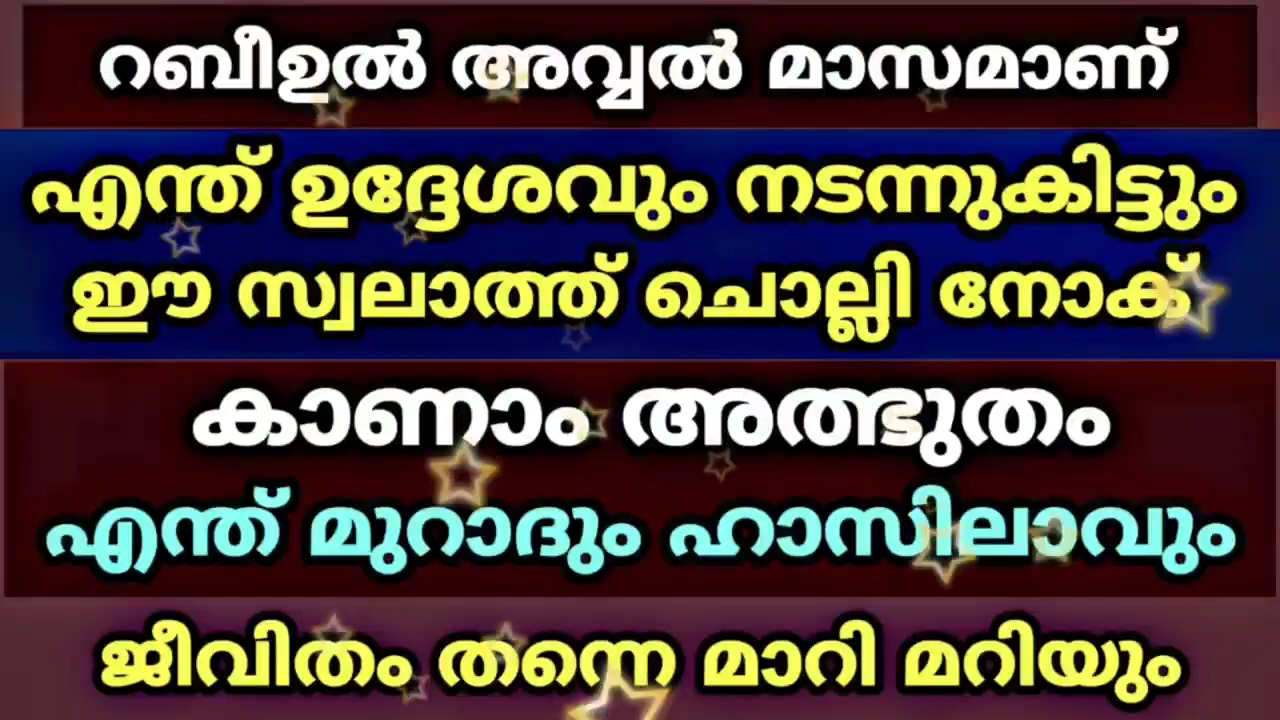 റബീഉൽ അവ്വൽ മാസമാണ്
എന്ത് ഉദ്ദേശവും നടന്നുകിട്ടും
ഈ സ്വലാത്ത് ചൊല്ലി നോക്
കാണാം അത്ഭുതം
എന്ത് മുറാദും ഹാസിലാവും
ജീവിതം തന്നെ മാറി മറിയും